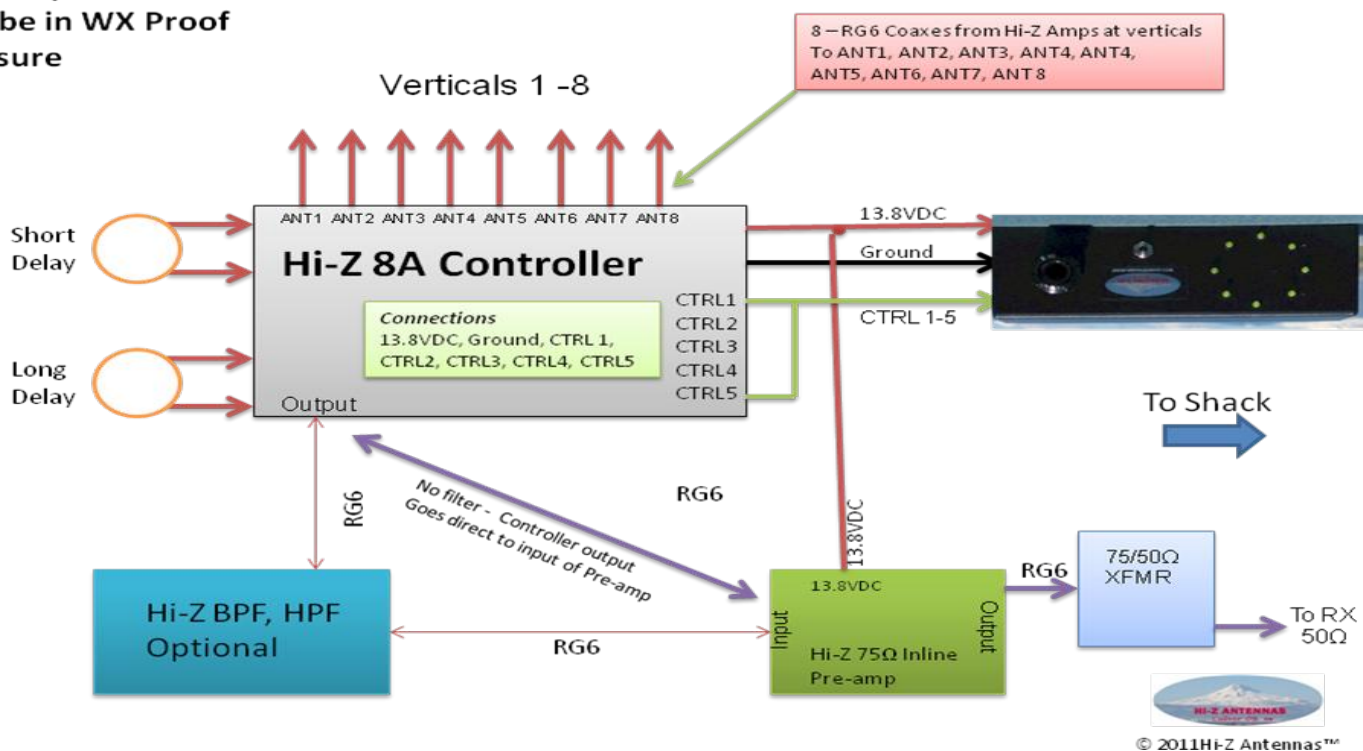 be in WX Proof
sure
8 – RG6 Coaxes from Hi-Z Amps at verticals
To ANT1, ANT2, ANT3, ANT4, ANT4,
ANT5, ANT6, ANT7, ANT 8
Verticals 1 -8
ANT1 ANT2 ANT3 ANT4 ANT5 ANT6 ANT7 ANT8
Short
Delay
Hi-Z 8A Controller
13.8VDC
Ground
CTRL 1-5
Connections
13.8VDC, Ground, CTRL 1,
CTRL2, CTRL3, CTRL4, CTRL5
CTRL1
CTRL2
CTRL3
CTRL4
CTRL5
Long
Delay
Output
To Shack
RG6
No filter - Controller output
Goes direct to input of Pre-amp
RG6
13.8VDC
Hi-Z BPF, HPF
Optional
RG6
Input
13.8VDC
Hi-Z 75Ω Inline
Pre-amp
Output
RG6
75/50Ω
XFMR
To RX
50Ω
HI-Z ANTENNAS
© 2011Hi-Z Antennas™